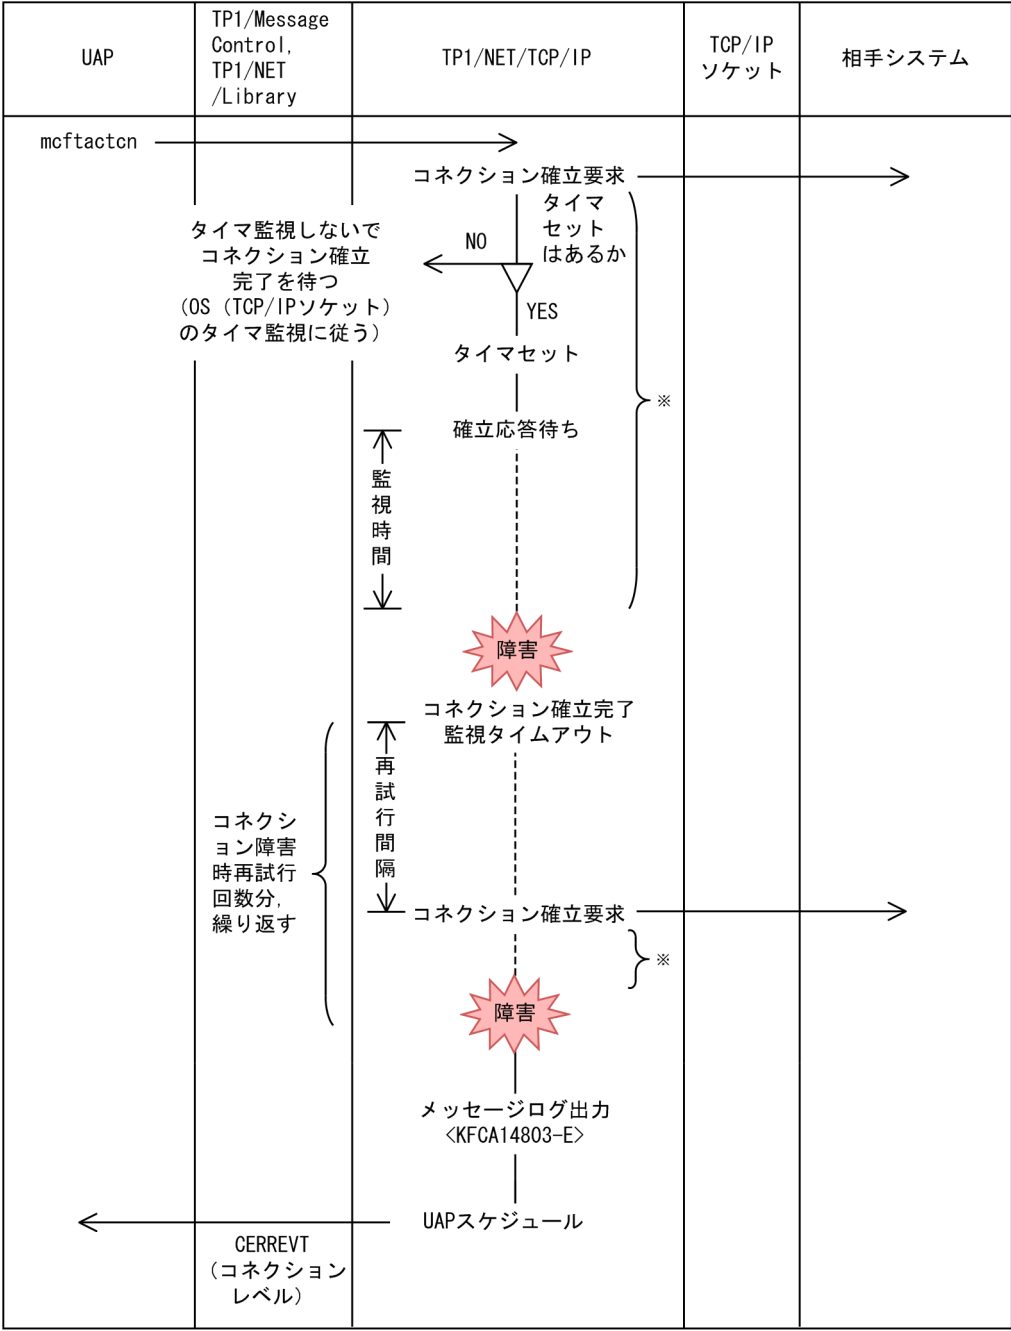 UAP
TP1/Message
Control,
TP1/NET
/Library
TP1/NET/TCP/IP
TCP/IP
ソケット
相手システム
mcftactcn
コネクション確立要求
タイマ
セット
はあるか
NO
タイマ監視しないで
コネクション確立
完了を待つ
(OS（TCP/IPソケット）
のタイマ監視に従う)
YES
タイマセット
※
確立応答待ち
監視時間
障害
コネクション確立完了
監視タイムアウト
再試行間隔
コネクシ
ョン障害
時再試行
回数分,
繰り返す
コネクション確立要求
※
障害
メッセージログ出力
<KFCA14803-E>
UAPスケジュール
CERREVT
(コネクション
レベル)